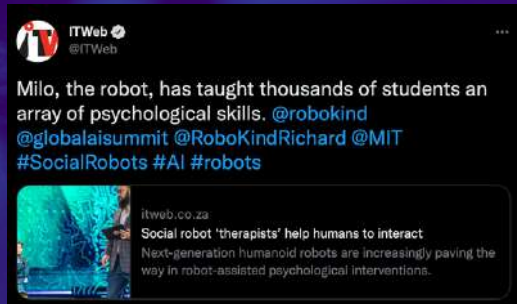 ITWeb
@ITWeb
Milo, the robot, has taught thousands of students an
array of psychological skills. @robokind
@globalaisummit @RoboKindRichard @MIT
#SocialRobots #AI #robots
itweb.co.za
Social robot 'therapists' help humans to interact
Next-generation humanoid robots are increasingly paving the
way in robot-assisted psychological interventions.